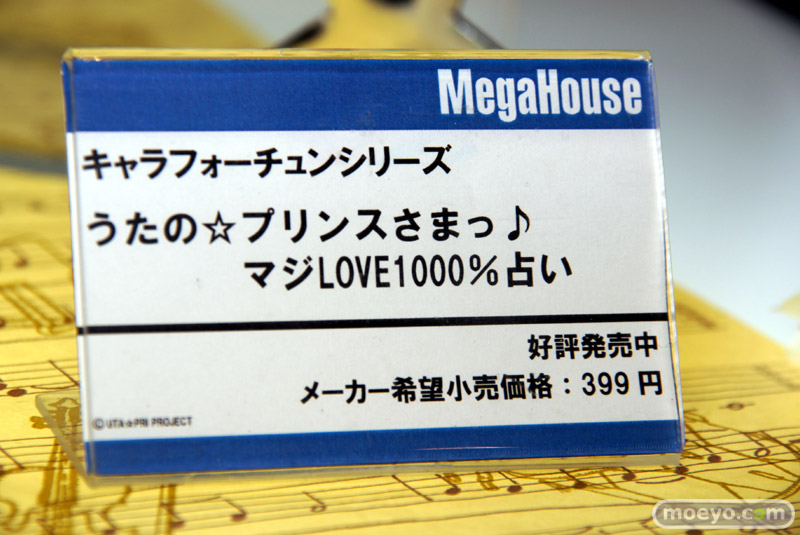 MegaHouse
キャラフォーチュンシリーズ
うたの☆プリンスさまっ♪
マジLOVE1000%占い
好評発売中
メーカー希望小売価格：399円
©UTA☆PRI PROJECT
moeyo.com